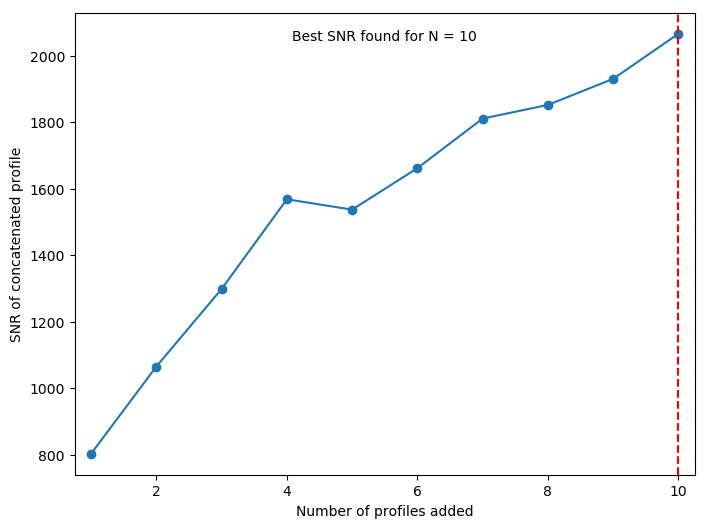 Best SNR found for N = 10
SNR of concatenated profile
2000
1800
1600
1400
1200
1000
800
2 4 6 8 10
Number of profiles added